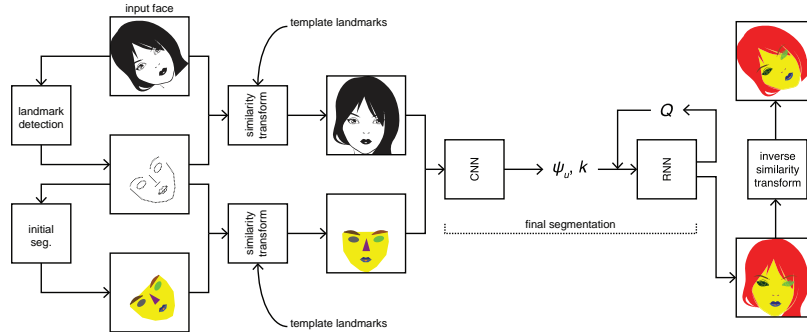 input face
template landmarks
landmark
detection
similarity
transform
initial
seg.
similarity
transform
template landmarks
CNN
ψu, k
Q
RNN
final segmentation
inverse
similarity
transform